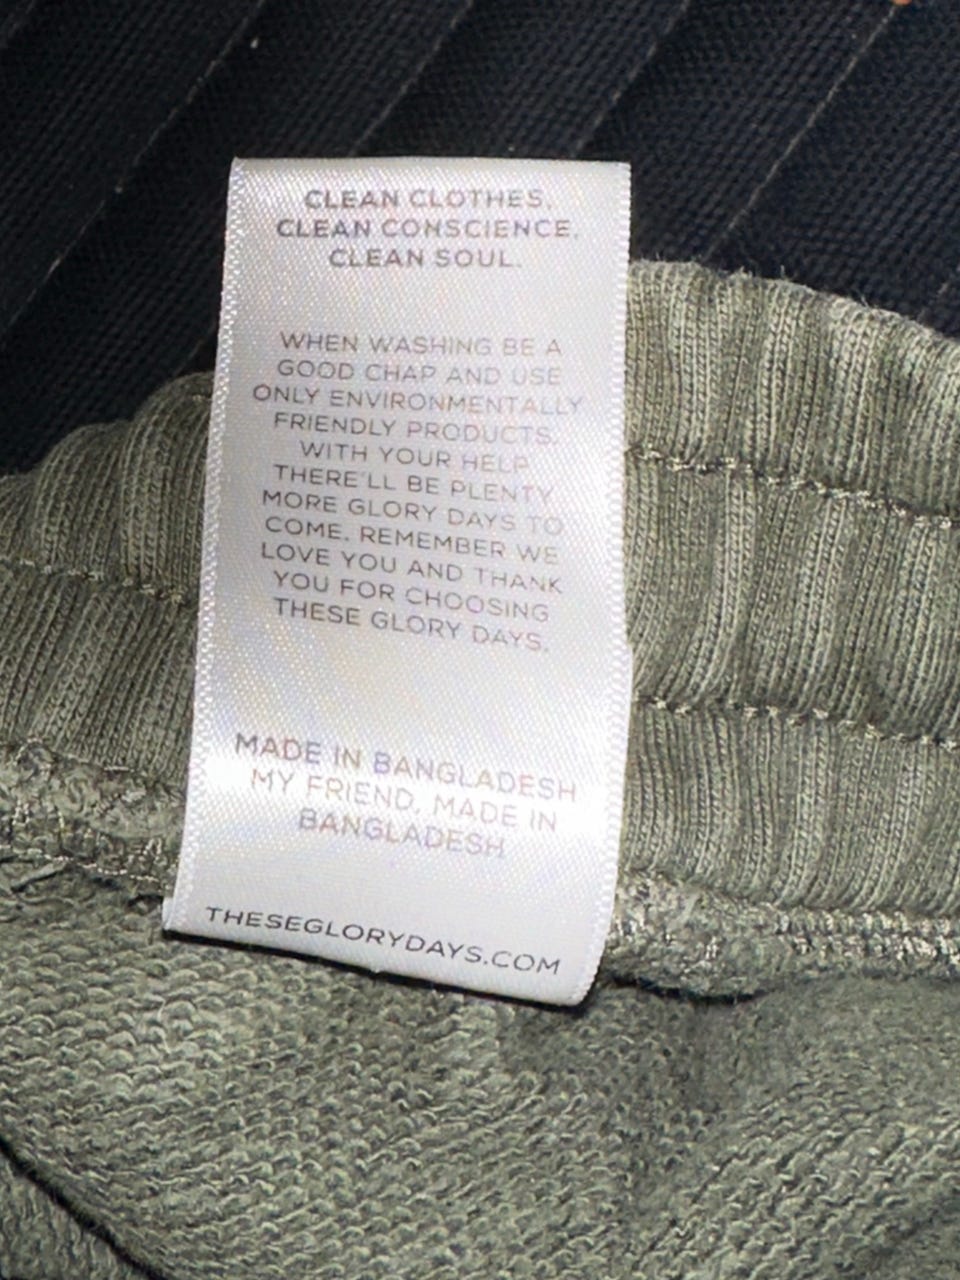 CLEAN CLOTHES.
CLEAN CONSCIENCE.
CLEAN SOUL.
WHEN WASHING BE A
GOOD CHAP AND USE
ONLY ENVIRONMENTALLY
FRIENDLY PRODUCTS.
WITH YOUR HELP
THERE'LL BE PLENTY
MORE GLORY DAYS TO
COME. REMEMBER WE
LOVE YOU AND THANK
YOU FOR CHOOSING
THESE GLORY DAYS.
MADE IN BANGLADESH
MY FRIEND, MADE IN
BANGLADESH
THESEGLORYDAYS.COM